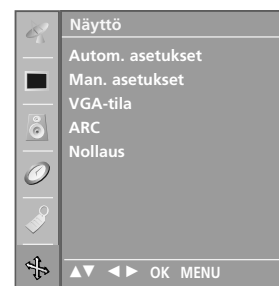 Näyttö
Autom. asetukset
Man. asetukset
VGA-tila
ARC
Nollaus
▲▼ ◄► OK MENU